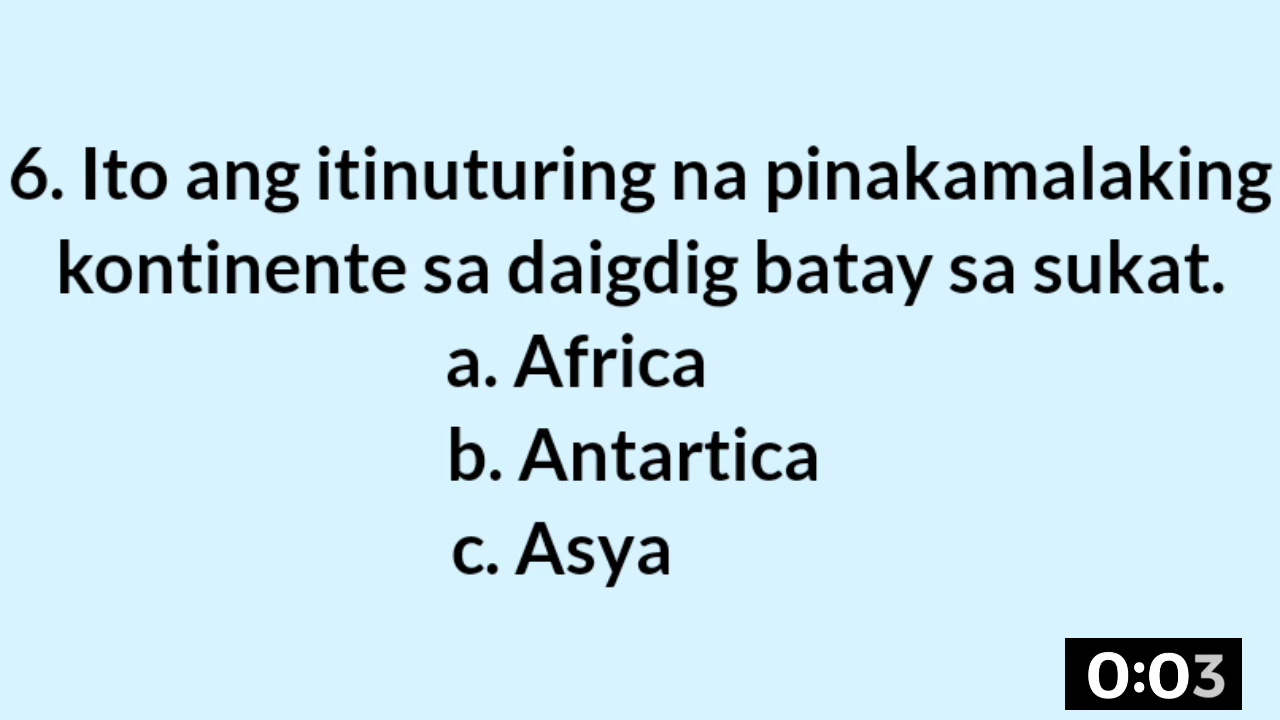 6. Ito ang itinuturing na pinakamalaking
kontinente sa daigdig batay sa sukat.
a. Africa
b. Antartica
c. Asya
0:03